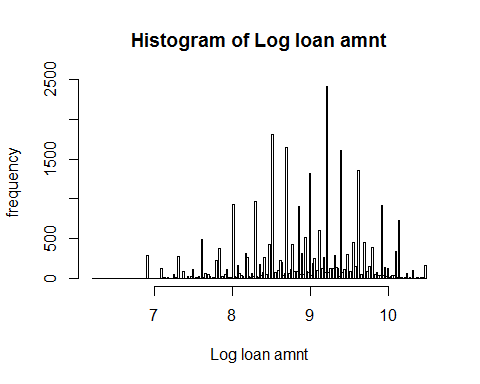 Histogram of Log loan amnt
frequency
2500
1500
500
0
7 8 9 10
Log loan amnt